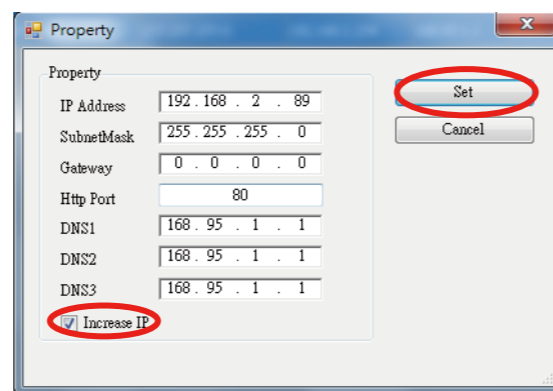 Property
Property
IP Address 192.168 . 2 . 89
SubnetMask 255.255 .255 . 0
Gateway 0 . 0 . 0 . 0
Http Port 80
DNS1 168. 95 . 1 . 1
DNS2 168. 95 . 1 . 1
DNS3 168. 95 . 1 . 1
Increase IP
Set
Cancel